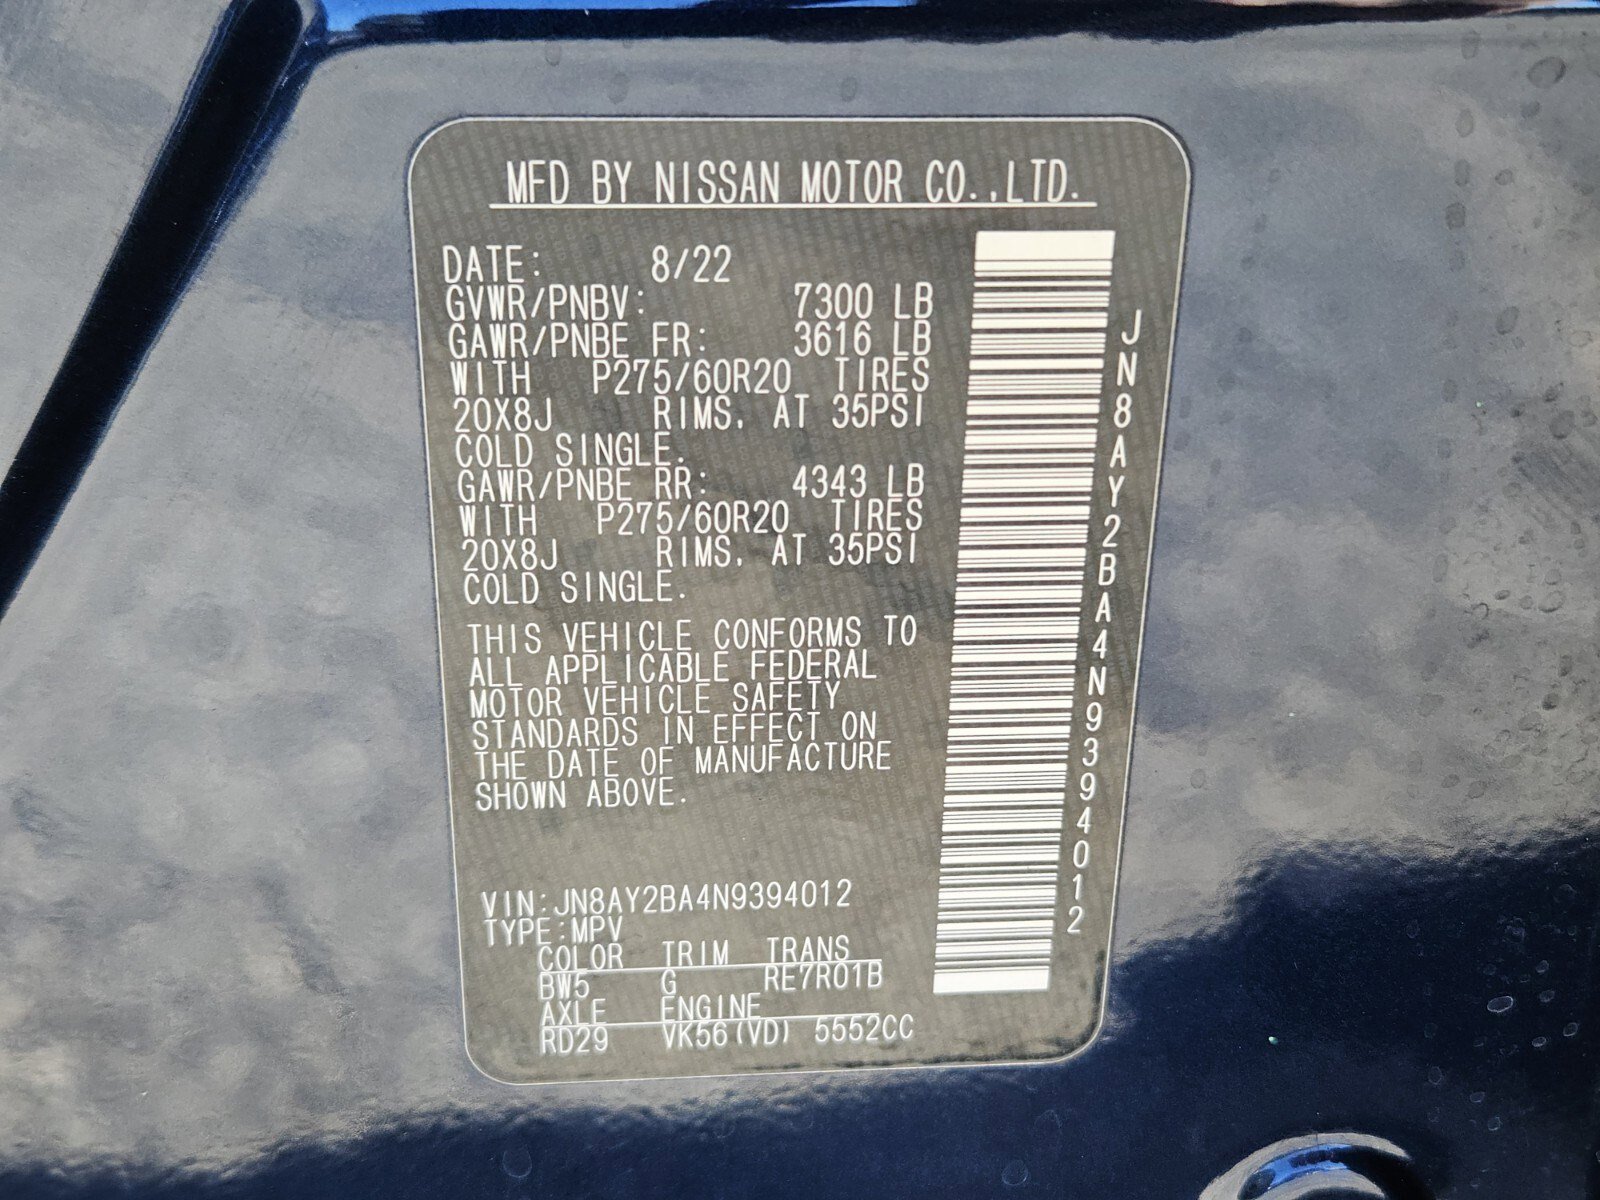 MFD BY NISSAN MOTOR CO.,LTD.
DATE: 8/22
GVWR/PNBV: 7300 LB
GAWR/PNBE FR: 3616 LB
WITH P275/60R20 TIRES
20X8J RIMS. AT 35PSI
COLD SINGLE.
GAWR/PNBE RR: 4343 LB
WITH P275/60R20 TIRES
20X8J RIMS. AT 35PSI
COLD SINGLE.
THIS VEHICLE CONFORMS TO
ALL APPLICABLE FEDERAL
MOTOR VEHICLE SAFETY
STANDARDS IN EFFECT ON
THE DATE OF MANUFACTURE
SHOWN ABOVE.
VIN:JN8AY2BA4N9394012
TYPE:MPV
COLOR TRIM TRANS
BW5 G RE7R01B
AXLE ENGINE
RD29 VK56(VD) 5552CC
JN8AY2BA4N9394012